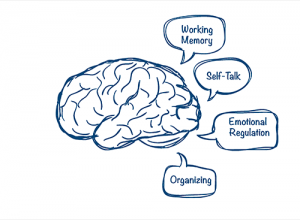 Working
Memory
Self-Talk
Emotional
Regulation
Organizing